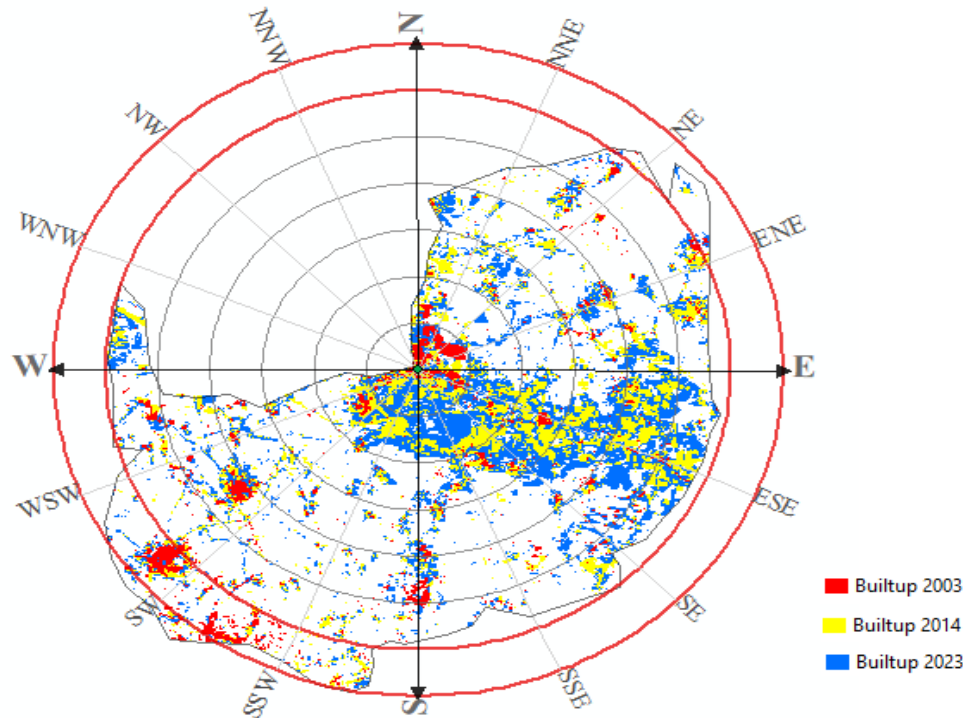 N
NNW
NNE
NW
NE
WNW
ENE
W
E
WSW
ESE
SW
SE
SSW
SSE
S
Builtup 2003
Builtup 2014
Builtup 2023